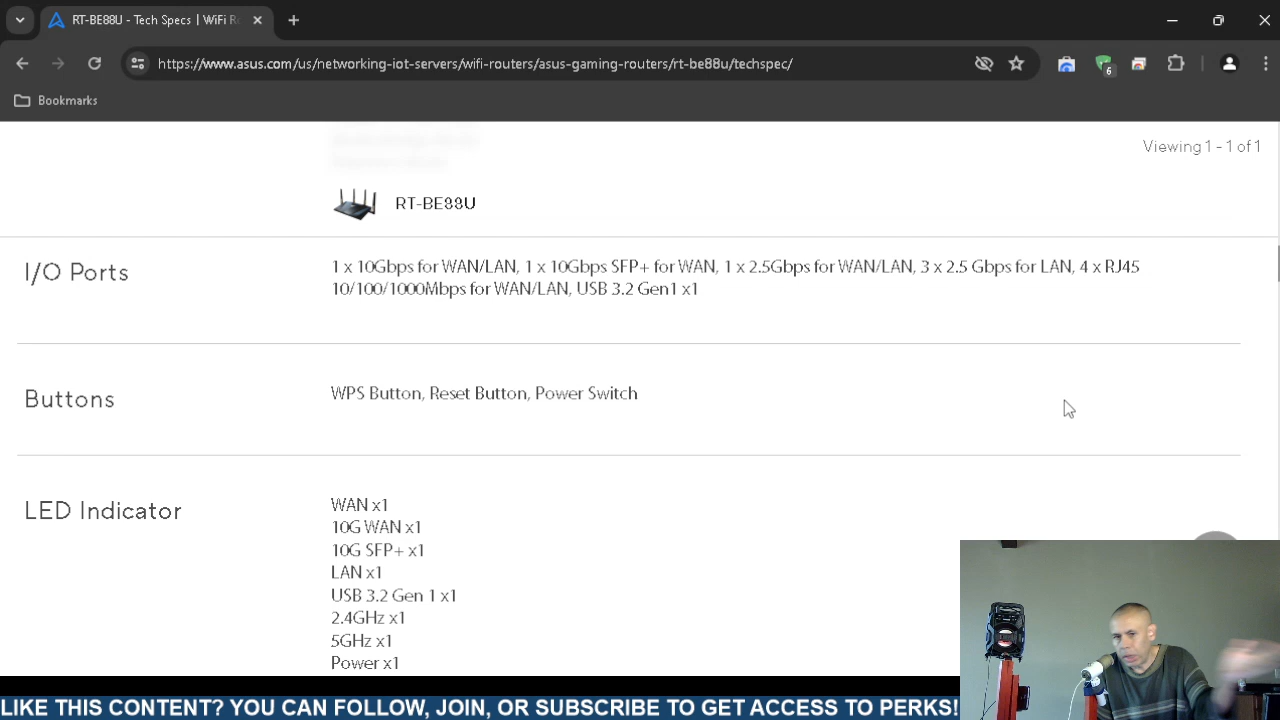 RT-BE88U - Tech Specs | WiFi Ro
https://www.asus.com/us/networking-iot-servers/wifi-routers/asus-gaming-routers/rt-be88u/techspec/
6
Bookmarks
Viewing 1 - 1 of 1
RT-BE88U
I/O Ports
1 x 10Gbps for WAN/LAN, 1 x 10Gbps SFP+ for WAN, 1 x 2.5Gbps for WAN/LAN, 3 x 2.5 Gbps for LAN, 4 x RJ45
10/100/1000Mbps for WAN/LAN, USB 3.2 Gen1 x1
Buttons
WPS Button, Reset Button, Power Switch
LED Indicator
WAN x1
10G WAN x1
10G SFP+ x1
LAN x1
USB 3.2 Gen 1 x1
2.4GHz x1
5GHz x1
Power x1
LIKE THIS CONTENT? YOU CAN FOLLOW, JOIN, OR SUBSCRIBE TO GET ACCESS TO PERKS!